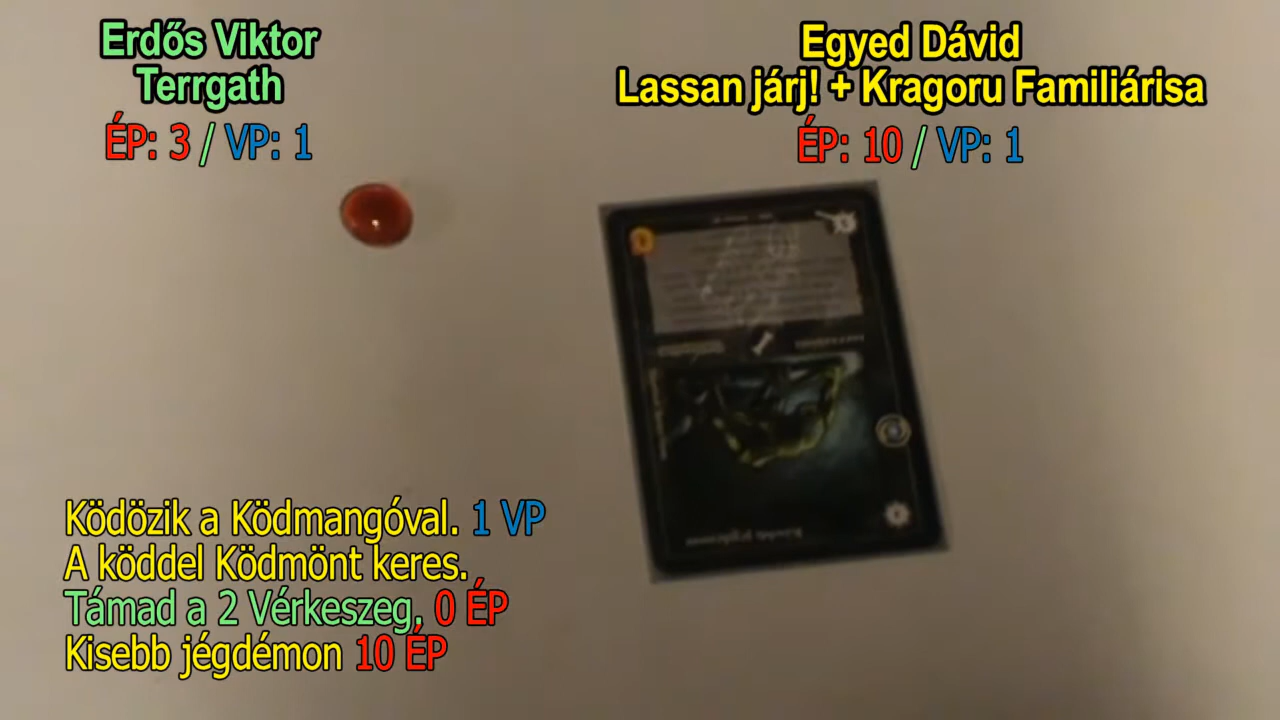 Erdős Viktor
Terrgath
ÉP: 3 / VP: 1
Egyed Dávid
Lassan járj! + Kragoru Familiárisa
ÉP: 10 / VP: 1
Ködözik a Ködmangóval. 1 VP
A köddel Ködmönt keres.
Támad a 2 Vérkeszeg, 0 ÉP
Kisebb jégdémon 10 ÉP